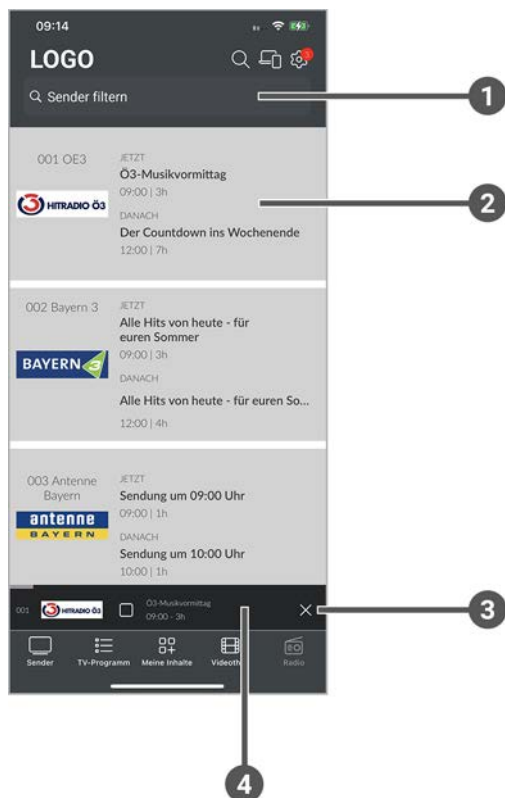 09:14
LOGO
3
Sender filtern
1
001 OE3
JETZT
Ö3-Musikvormittag
09:00 | 3h
3 HITRADIO Ö3
2
DANACH
Der Countdown ins Wochenende
12:00 | 7h
002 Bayern 3
JETZT
Alle Hits von heute - für
euren Sommer
09:00 | 3h
BAYERN 3
DANACH
Alle Hits von heute - für euren So...
12:00 | 4h
003 Antenne
Bayern
JETZT
Sendung um 09:00 Uhr
09:00 | 1h
antenne
BAYERN
DANACH
Sendung um 10:00 Uhr
10:00 | 1h
001
3 HITRADIO Ö3
Ö3-Musikvormittag
09:00 - 3h
3
Sender
TV-Programm
Meine Inhalte
Videoth
Radio
4